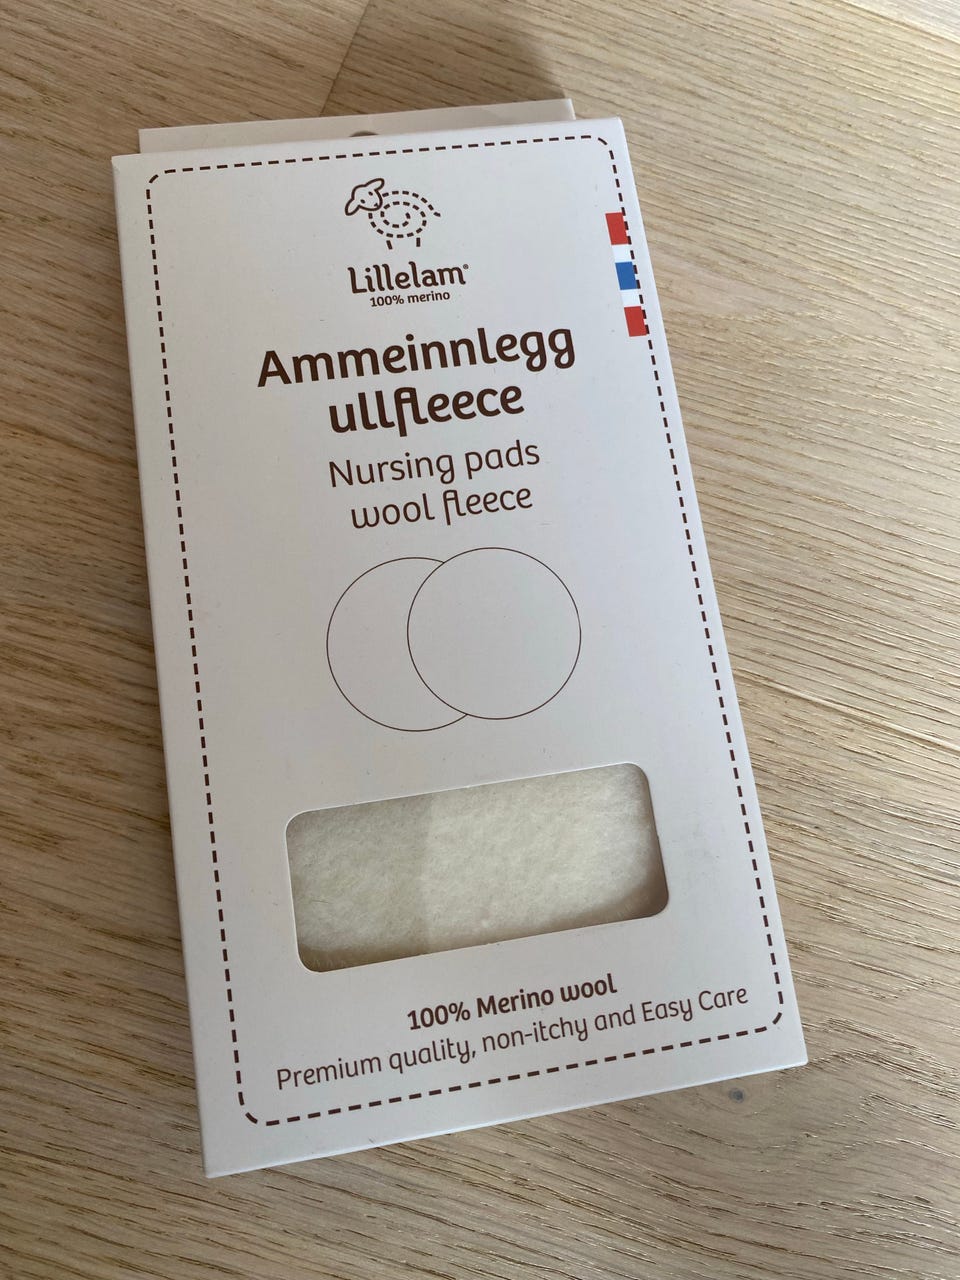 Lillelam®
100% merino
Ammeinnlegg
ullfleece
Nursing pads
wool fleece
100% Merino wool
Premium quality, non-itchy and Easy Care